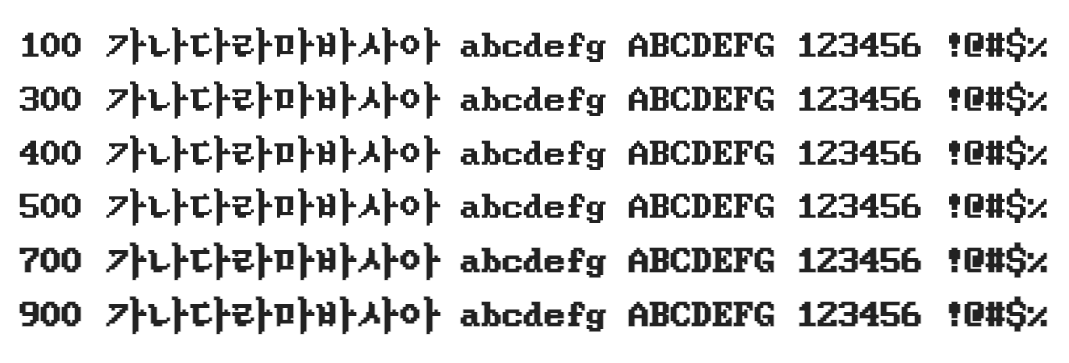 100 가나다라마바사아 abcdefg ABCDEFG 123456 !@#$%
300 가나다라마바사아 abcdefg ABCDEFG 123456 !@#$%
400 가나다라마바사아 abcdefg ABCDEFG 123456 !@#$%
500 가나다라마바사아 abcdefg ABCDEFG 123456 !@#$%
700 가나다라마바사아 abcdefg ABCDEFG 123456 !@#$%
900 가나다라마바사아 abcdefg ABCDEFG 123456 !@#$%